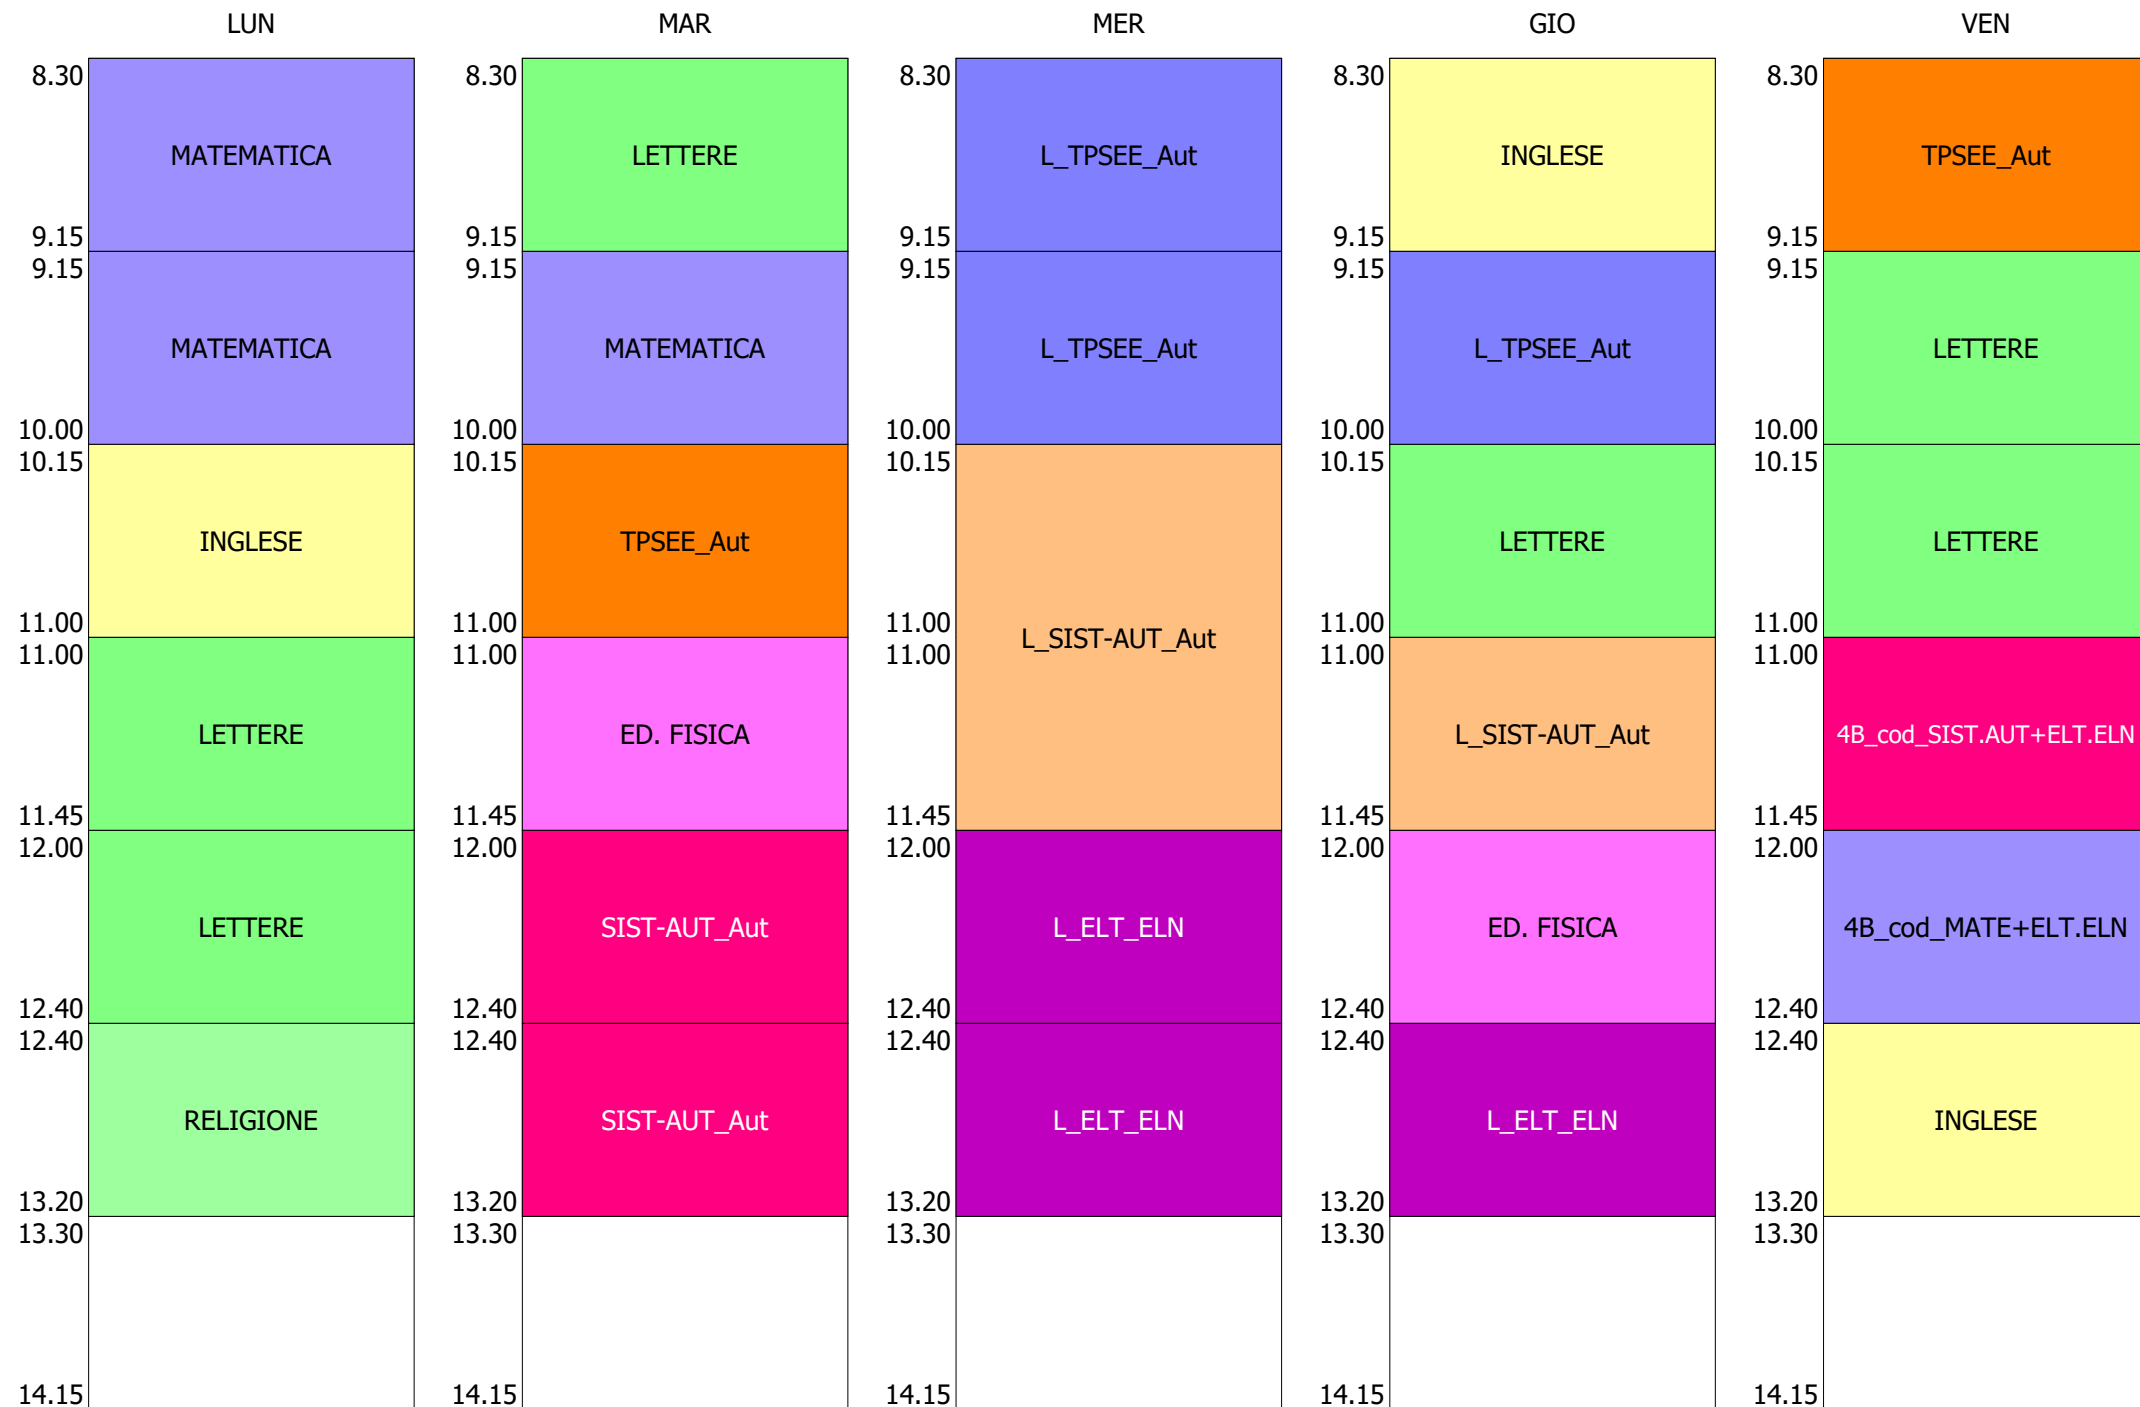 LUN MAR MER GIO VEN
8.30 8.30 8.30 8.30 8.30
MATEMATICA LETTERE L_TPSEE_Aut INGLESE TPSEE_Aut
9.15 9.15 9.15 9.15 9.15
9.15 9.15 9.15 9.15 9.15
MATEMATICA MATEMATICA L_TPSEE_Aut L_TPSEE_Aut LETTERE
10.00 10.00 10.00 10.00 10.00
10.15 10.15 10.15 10.15 10.15
INGLESE TPSEE_Aut LETTERE LETTERE
11.00 11.00 11.00 11.00 11.00
L_SIST-AUT_Aut
11.00 11.00 11.00 11.00 11.00
LETTERE ED. FISICA L_SIST-AUT_Aut 4B_cod_SIST.AUT+ELT.ELN
11.45 11.45 11.45 11.45 11.45
12.00 12.00 12.00 12.00 12.00
LETTERE SIST-AUT_Aut L_ELT_ELN ED. FISICA 4B_cod_MATE+ELT.ELN
12.40 12.40 12.40 12.40 12.40
12.40 12.40 12.40 12.40 12.40
RELIGIONE SIST-AUT_Aut L_ELT_ELN L_ELT_ELN INGLESE
13.20 13.20 13.20 13.20 13.20
13.30 13.30 13.30 13.30 13.30
14.15 14.15 14.15 14.15 14.15